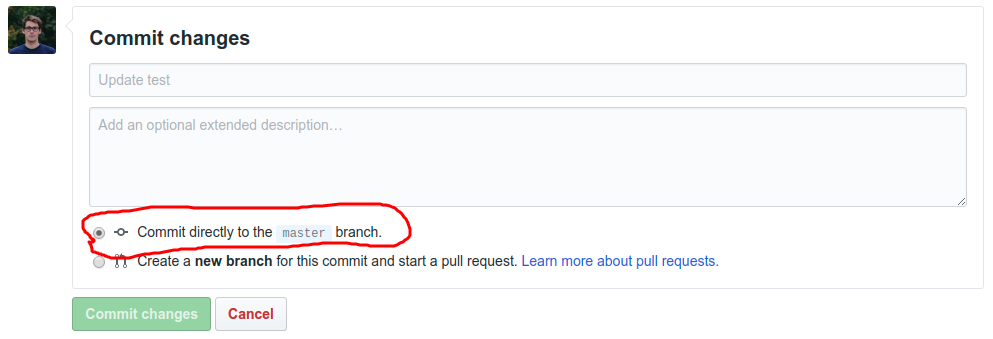 Commit changes
Update test
Add an optional extended description…
Commit directly to the master branch.
Create a new branch for this commit and start a pull request. Learn more about pull requests.
Commit changes Cancel